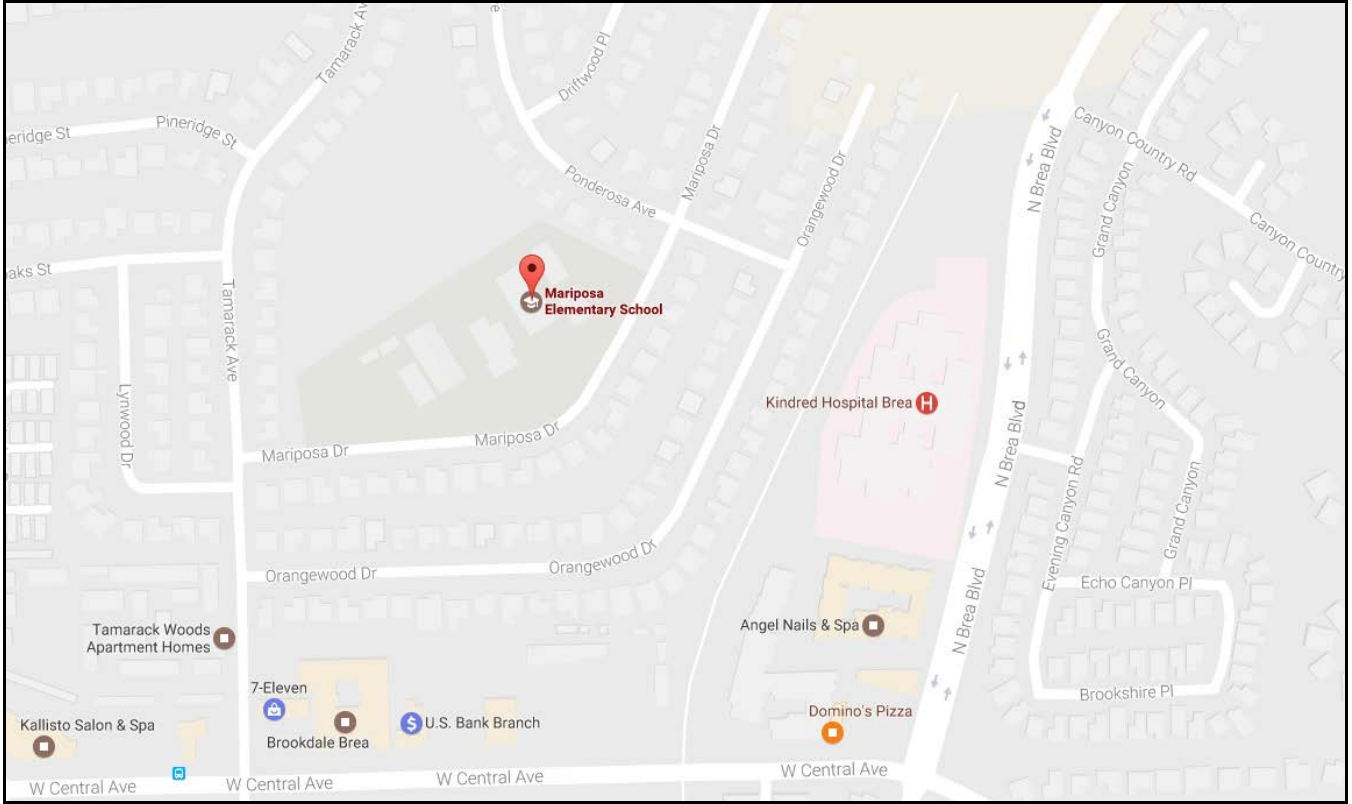 Tamarack Av
e
Driftwood Pl
eridge St
Pineridge St
Mariposa Dr
Ponderosa Ave
Orangewood Dr
N Brea Blvd
Canyon Country Rd
Grand Canyon
Canyon Country
aks St
Tamarack Ave
Mariposa
Elementary School
Grand Canyon
Lynwood Dr
Kindred Hospital Brea
H
Mariposa Dr
Mariposa Dr
N Brea Blvd
Evening Canyon Rd
Grand Canyon
Orangewood Dr
Orangewood Dr
Echo Canyon Pl
Tamarack Woods
Apartment Homes
Angel Nails & Spa
N Brea Blvd
7-Eleven
Brookshire Pl
Kallisto Salon & Spa
Brookdale Brea
$
U.S. Bank Branch
Domino's Pizza
W Central Ave
W Central Ave
W Central Ave
W Central Ave